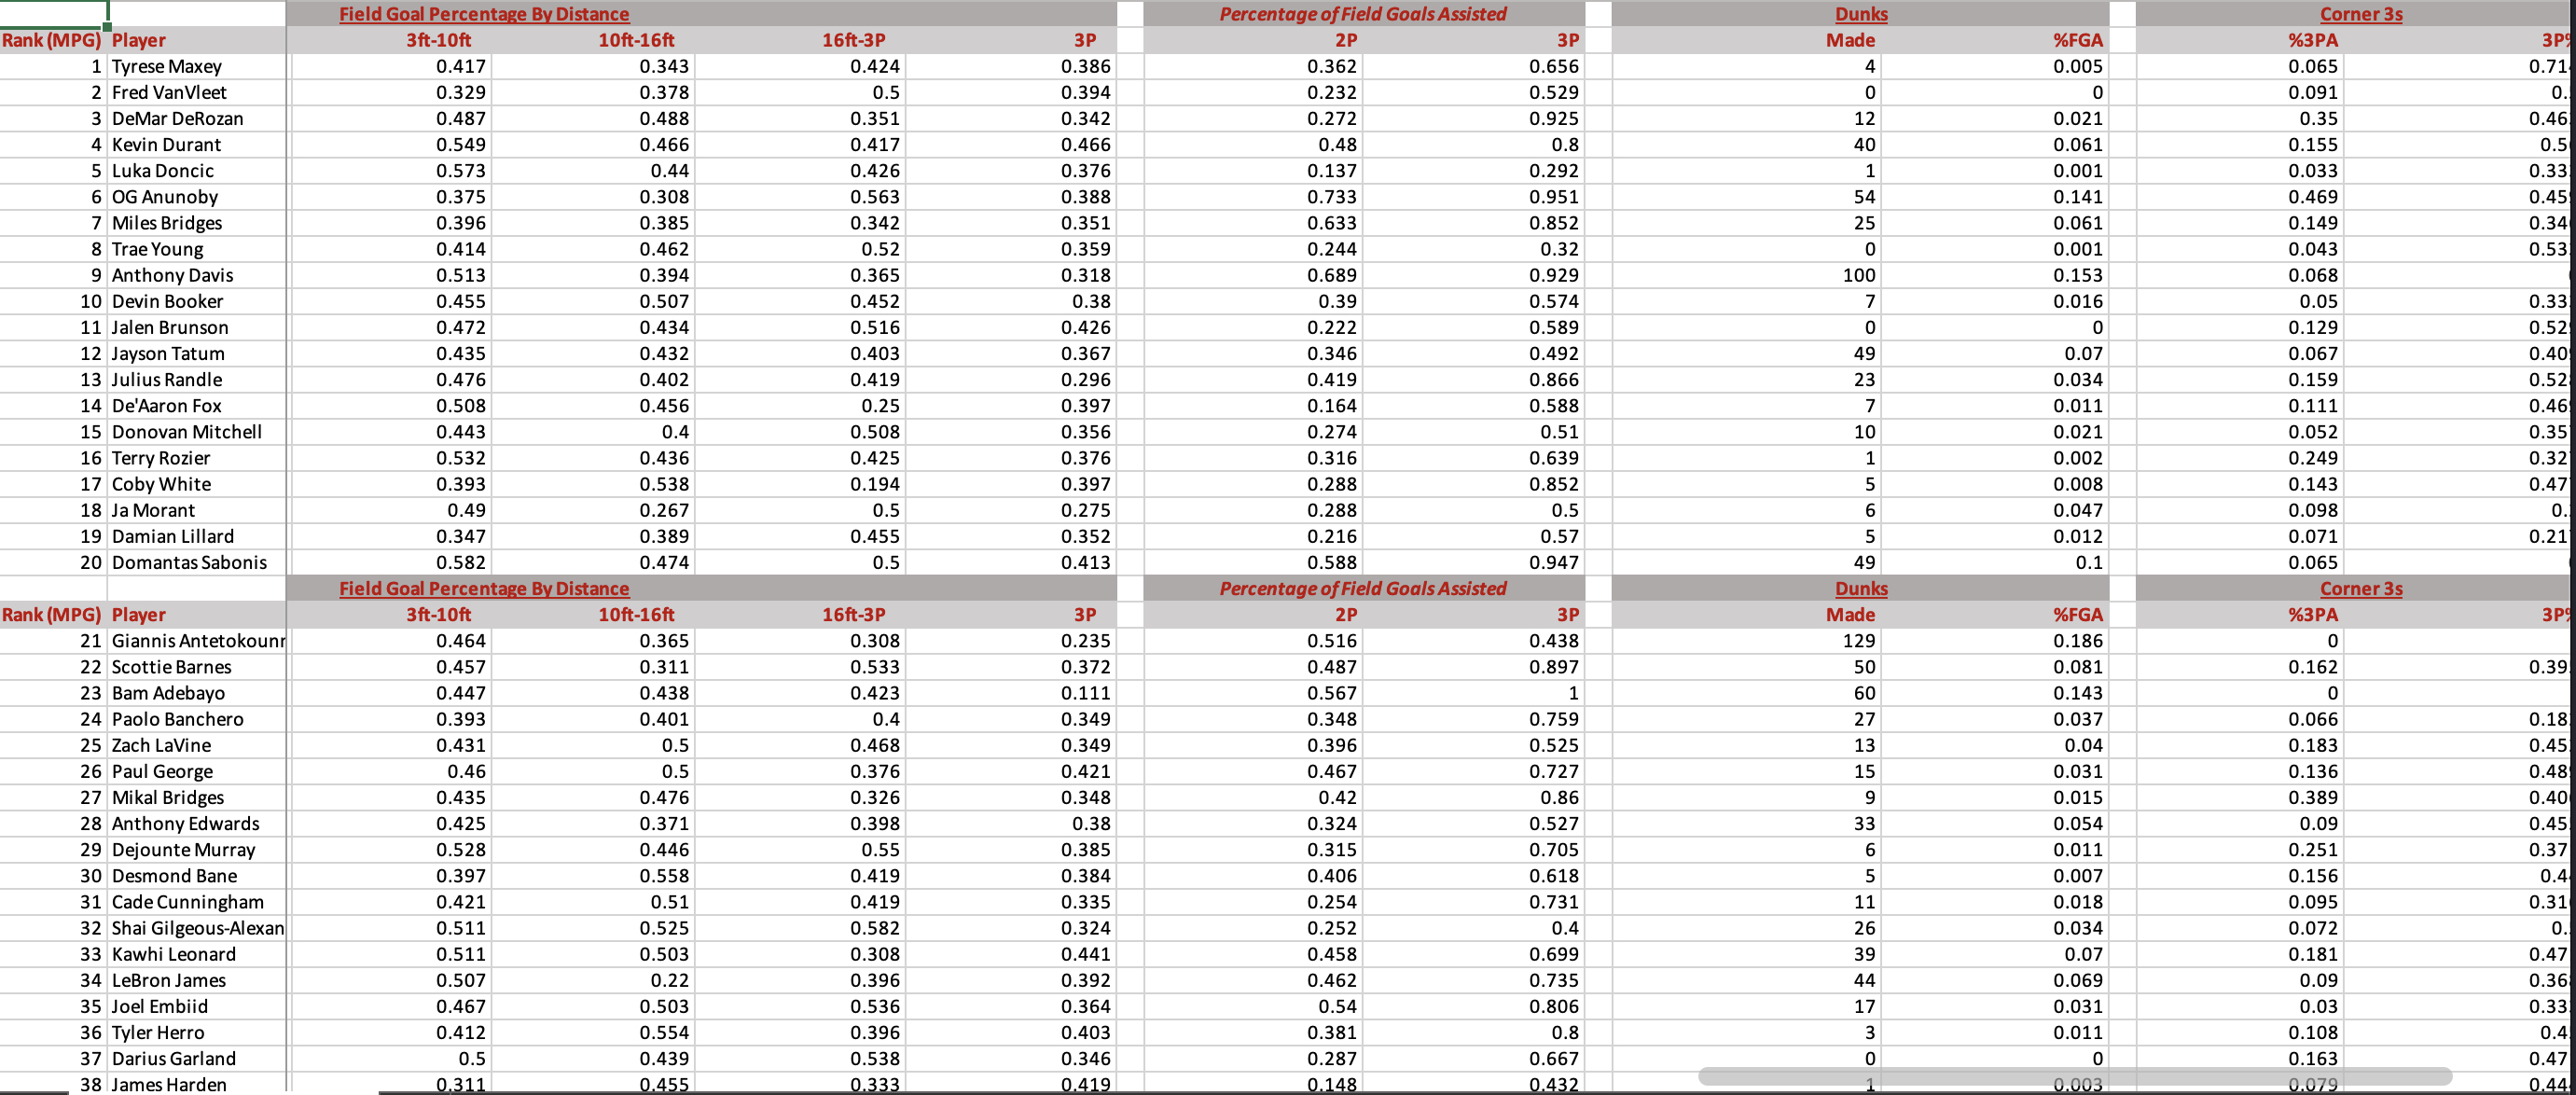 Field Goal Percentage By Distance Percentage of Field Goals Assisted Dunks Corner 3s
Rank (MPG) Player 3ft-10ft 10ft-16ft 16ft-3P 3P 2P 3P Made %FGA %3PA 3P%
1 Tyrese Maxey 0.417 0.343 0.424 0.386 0.362 0.656 4 0.005 0.065 0.71
2 Fred VanVleet 0.329 0.378 0.5 0.394 0.232 0.529 0 0 0.091 0.
3 DeMar DeRozan 0.487 0.488 0.351 0.342 0.272 0.925 12 0.021 0.35 0.46
4 Kevin Durant 0.549 0.466 0.417 0.466 0.48 0.8 40 0.061 0.155 0.5
5 Luka Doncic 0.573 0.44 0.426 0.376 0.137 0.292 1 0.001 0.033 0.33
6 OG Anunoby 0.375 0.308 0.563 0.388 0.733 0.951 54 0.141 0.469 0.45
7 Miles Bridges 0.396 0.385 0.342 0.351 0.633 0.852 25 0.061 0.149 0.34
8 Trae Young 0.414 0.462 0.52 0.359 0.244 0.32 0 0.001 0.043 0.53
9 Anthony Davis 0.513 0.394 0.365 0.318 0.689 0.929 100 0.153 0.068
10 Devin Booker 0.455 0.507 0.452 0.38 0.39 0.574 7 0.016 0.05 0.33
11 Jalen Brunson 0.472 0.434 0.516 0.426 0.222 0.589 0 0 0.129 0.52
12 Jayson Tatum 0.435 0.432 0.403 0.367 0.346 0.492 49 0.07 0.067 0.40
13 Julius Randle 0.476 0.402 0.419 0.296 0.419 0.866 23 0.034 0.159 0.52
14 De'Aaron Fox 0.508 0.456 0.25 0.397 0.164 0.588 7 0.011 0.111 0.46
15 Donovan Mitchell 0.443 0.4 0.508 0.356 0.274 0.51 10 0.021 0.052 0.35
16 Terry Rozier 0.532 0.436 0.425 0.376 0.316 0.639 1 0.002 0.249 0.32
17 Coby White 0.393 0.538 0.194 0.397 0.288 0.852 5 0.008 0.143 0.47
18 Ja Morant 0.49 0.267 0.5 0.275 0.288 0.5 6 0.047 0.098 0.
19 Damian Lillard 0.347 0.389 0.455 0.352 0.216 0.57 5 0.012 0.071 0.21
20 Domantas Sabonis 0.582 0.474 0.5 0.413 0.588 0.947 49 0.1 0.065
Field Goal Percentage By Distance Percentage of Field Goals Assisted Dunks Corner 3s
Rank (MPG) Player 3ft-10ft 10ft-16ft 16ft-3P 3P 2P 3P Made %FGA %3PA 3P%
21 Giannis Antetokounr 0.464 0.365 0.308 0.235 0.516 0.438 129 0.186 0
22 Scottie Barnes 0.457 0.311 0.533 0.372 0.487 0.897 50 0.081 0.162 0.39
23 Bam Adebayo 0.447 0.438 0.423 0.111 0.567 1 60 0.143 0
24 Paolo Banchero 0.393 0.401 0.4 0.349 0.348 0.759 27 0.037 0.066 0.18
25 Zach LaVine 0.431 0.5 0.468 0.349 0.396 0.525 13 0.04 0.183 0.45
26 Paul George 0.46 0.5 0.376 0.421 0.467 0.727 15 0.031 0.136 0.48
27 Mikal Bridges 0.435 0.476 0.326 0.348 0.42 0.86 9 0.015 0.389 0.40
28 Anthony Edwards 0.425 0.371 0.398 0.38 0.324 0.527 33 0.054 0.09 0.45
29 Dejounte Murray 0.528 0.446 0.55 0.385 0.315 0.705 6 0.011 0.251 0.37
30 Desmond Bane 0.397 0.558 0.419 0.384 0.406 0.618 5 0.007 0.156 0.4
31 Cade Cunningham 0.421 0.51 0.419 0.335 0.254 0.731 11 0.018 0.095 0.31
32 Shai Gilgeous-Alexan 0.511 0.525 0.582 0.324 0.252 0.4 26 0.034 0.072 0.
33 Kawhi Leonard 0.511 0.503 0.308 0.441 0.458 0.699 39 0.07 0.181 0.47
34 LeBron James 0.507 0.22 0.396 0.392 0.462 0.735 44 0.069 0.09 0.36
35 Joel Embiid 0.467 0.503 0.536 0.364 0.54 0.806 17 0.031 0.03 0.33
36 Tyler Herro 0.412 0.554 0.396 0.403 0.381 0.8 3 0.011 0.108 0.4
37 Darius Garland 0.5 0.439 0.538 0.346 0.287 0.667 0 0 0.163 0.47
38 James Harden 0.311 0.455 0.333 0.419 0.148 0.432 1 0.003 0.079 0.44